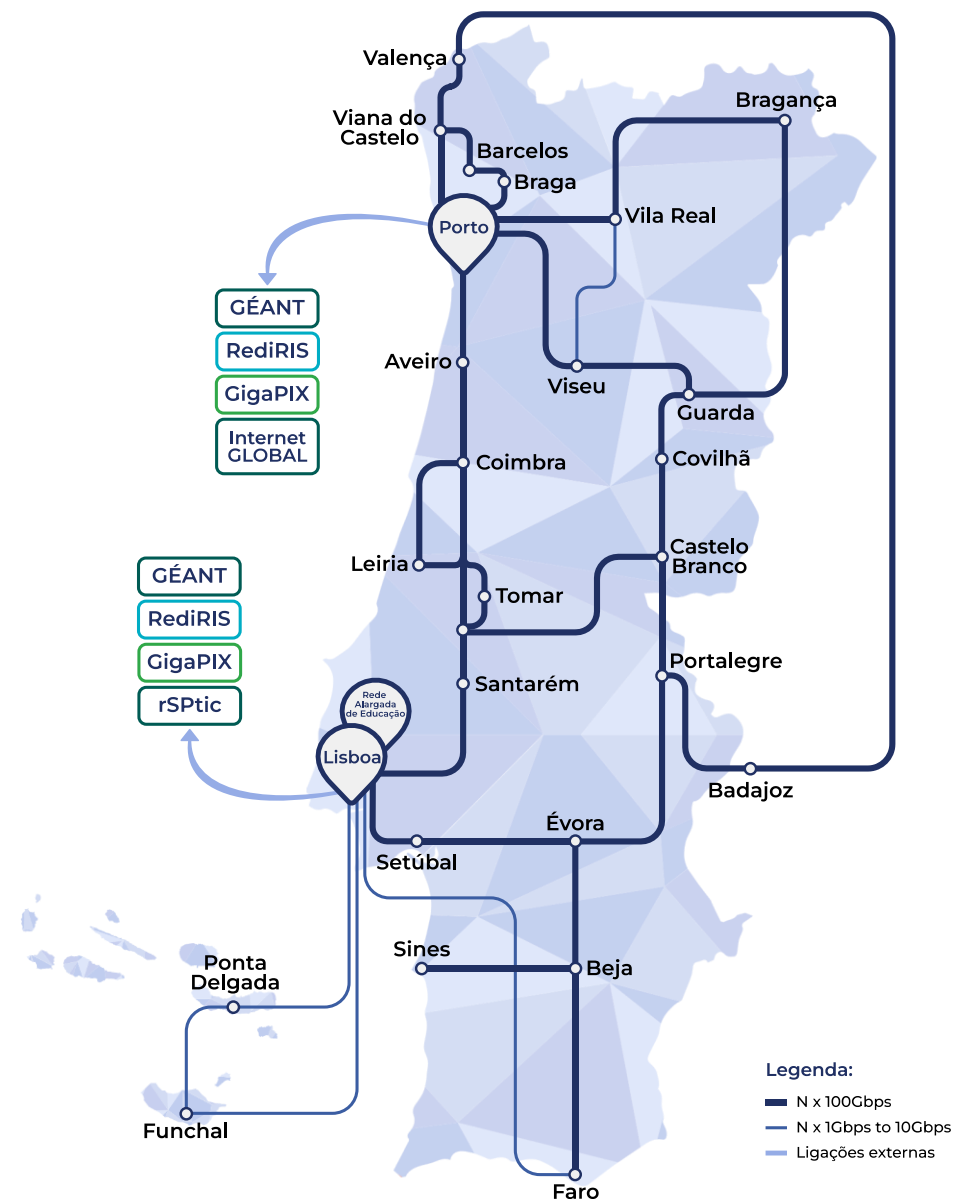 Valença
Bragança
Viana do
Castelo
Barcelos
Braga
Vila Real
Porto
GÉANT
RediRIS
GigaPIX
Internet
GLOBAL
Aveiro
Viseu
Guarda
Coimbra
Covilhã
Leiria
Castelo
Branco
Tomar
GÉANT
RediRIS
GigaPIX
rSPtic
Portalegre
Santarém
Rede
Alargada
de Educação
Lisboa
Badajoz
Évora
Setúbal
Sines
Beja
Ponta
Delgada
Funchal
Faro
Legenda:
N x 100Gbps
N x 1Gbps to 10Gbps
Ligações externas